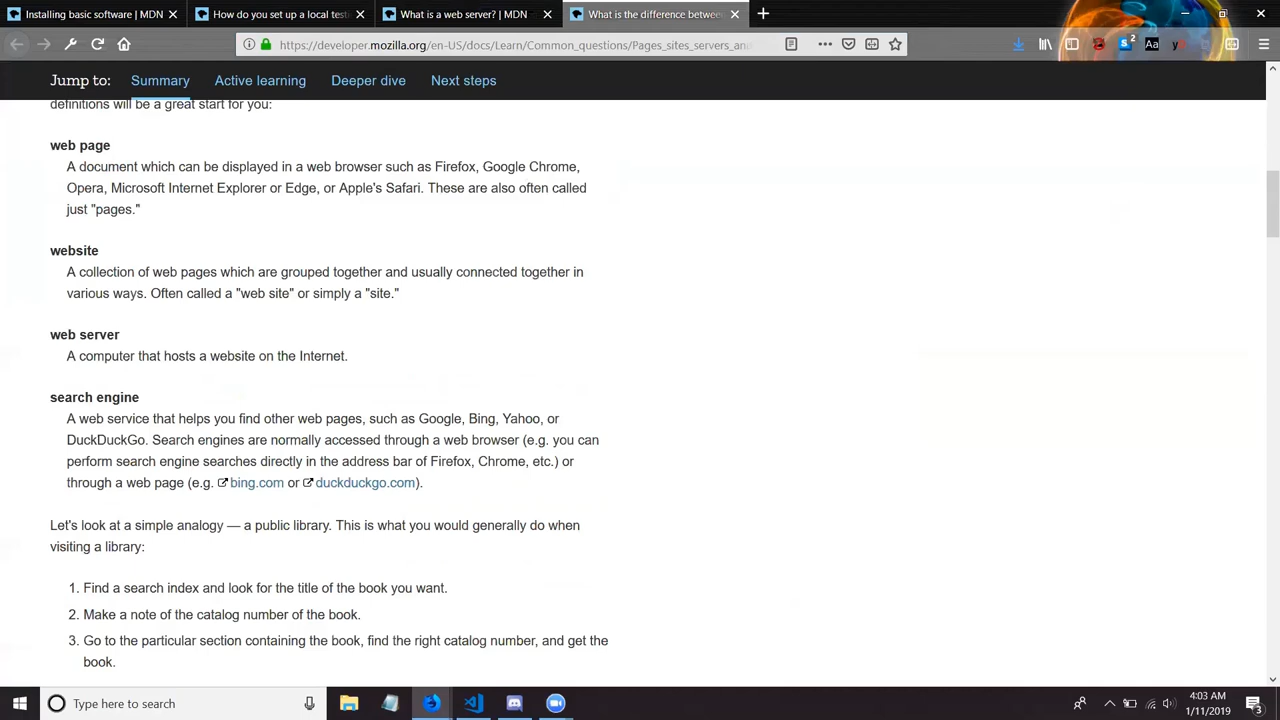 Installing basic software | MDN
How do you set up a local test
What is a web server? | MDN
What is the difference betwee
https://developer.mozilla.org/en-US/docs/Learn/Common_questions/Pages_sites_servers_an
2
Aa
Jump to: Summary Active learning Deeper dive Next steps
definitions will be a great start for you:
web page
A document which can be displayed in a web browser such as Firefox, Google Chrome,
Opera, Microsoft Internet Explorer or Edge, or Apple's Safari. These are also often called
just "pages."
website
A collection of web pages which are grouped together and usually connected together in
various ways. Often called a "web site" or simply a "site."
web server
A computer that hosts a website on the Internet.
search engine
A web service that helps you find other web pages, such as Google, Bing, Yahoo, or
DuckDuckGo. Search engines are normally accessed through a web browser (e.g. you can
perform search engine searches directly in the address bar of Firefox, Chrome, etc.) or
through a web page (e.g. bing.com or duckduckgo.com).
Let's look at a simple analogy — a public library. This is what you would generally do when
visiting a library:
1. Find a search index and look for the title of the book you want.
2. Make a note of the catalog number of the book.
3. Go to the particular section containing the book, find the right catalog number, and get the
book.
Type here to search
4:03 AM
1/11/2019
3